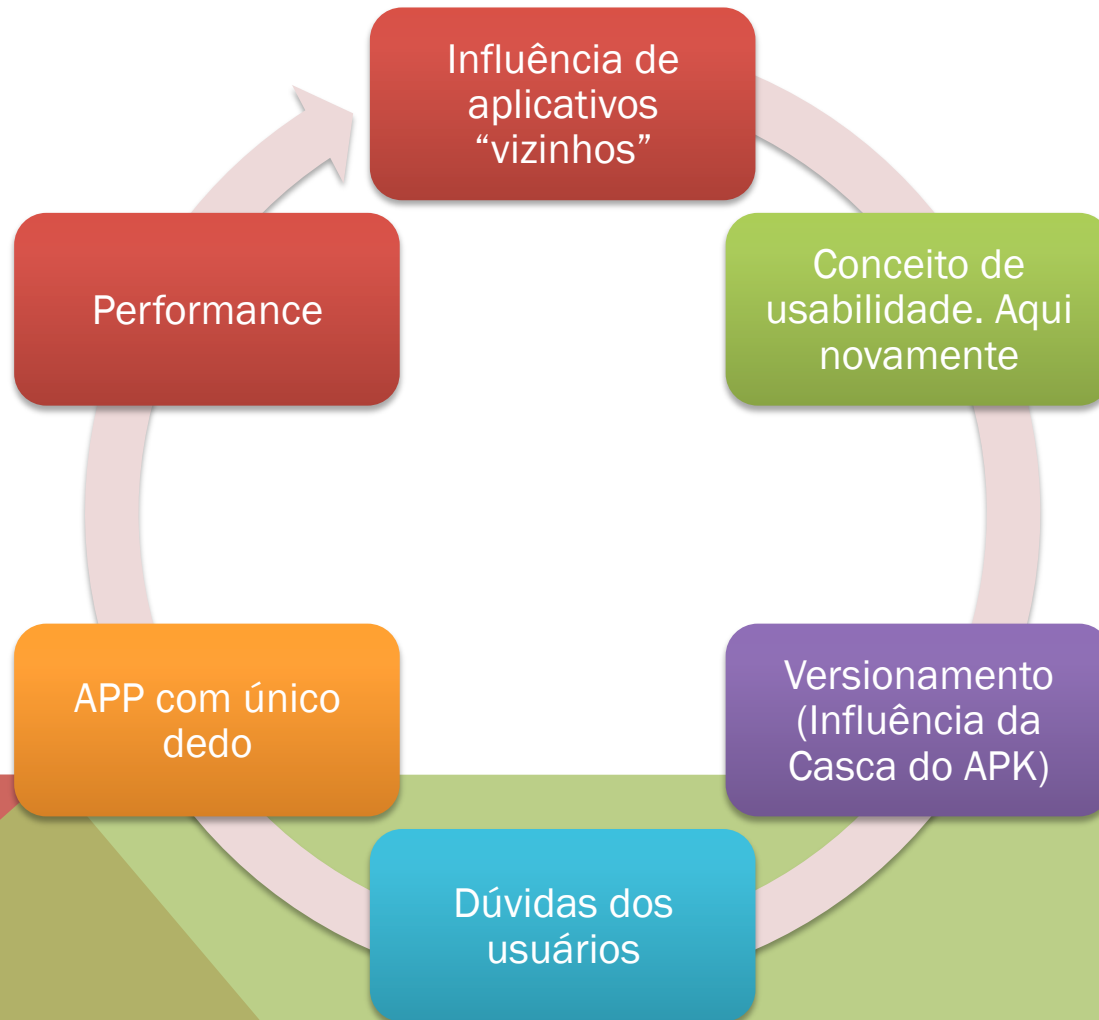 Influência de
aplicativos
“vizinhos”
Conceito de
usabilidade. Aqui
novamente
Versionamento
(Influência da
Casca do APK)
Dúvidas dos
usuários
APP com único
dedo
Performance